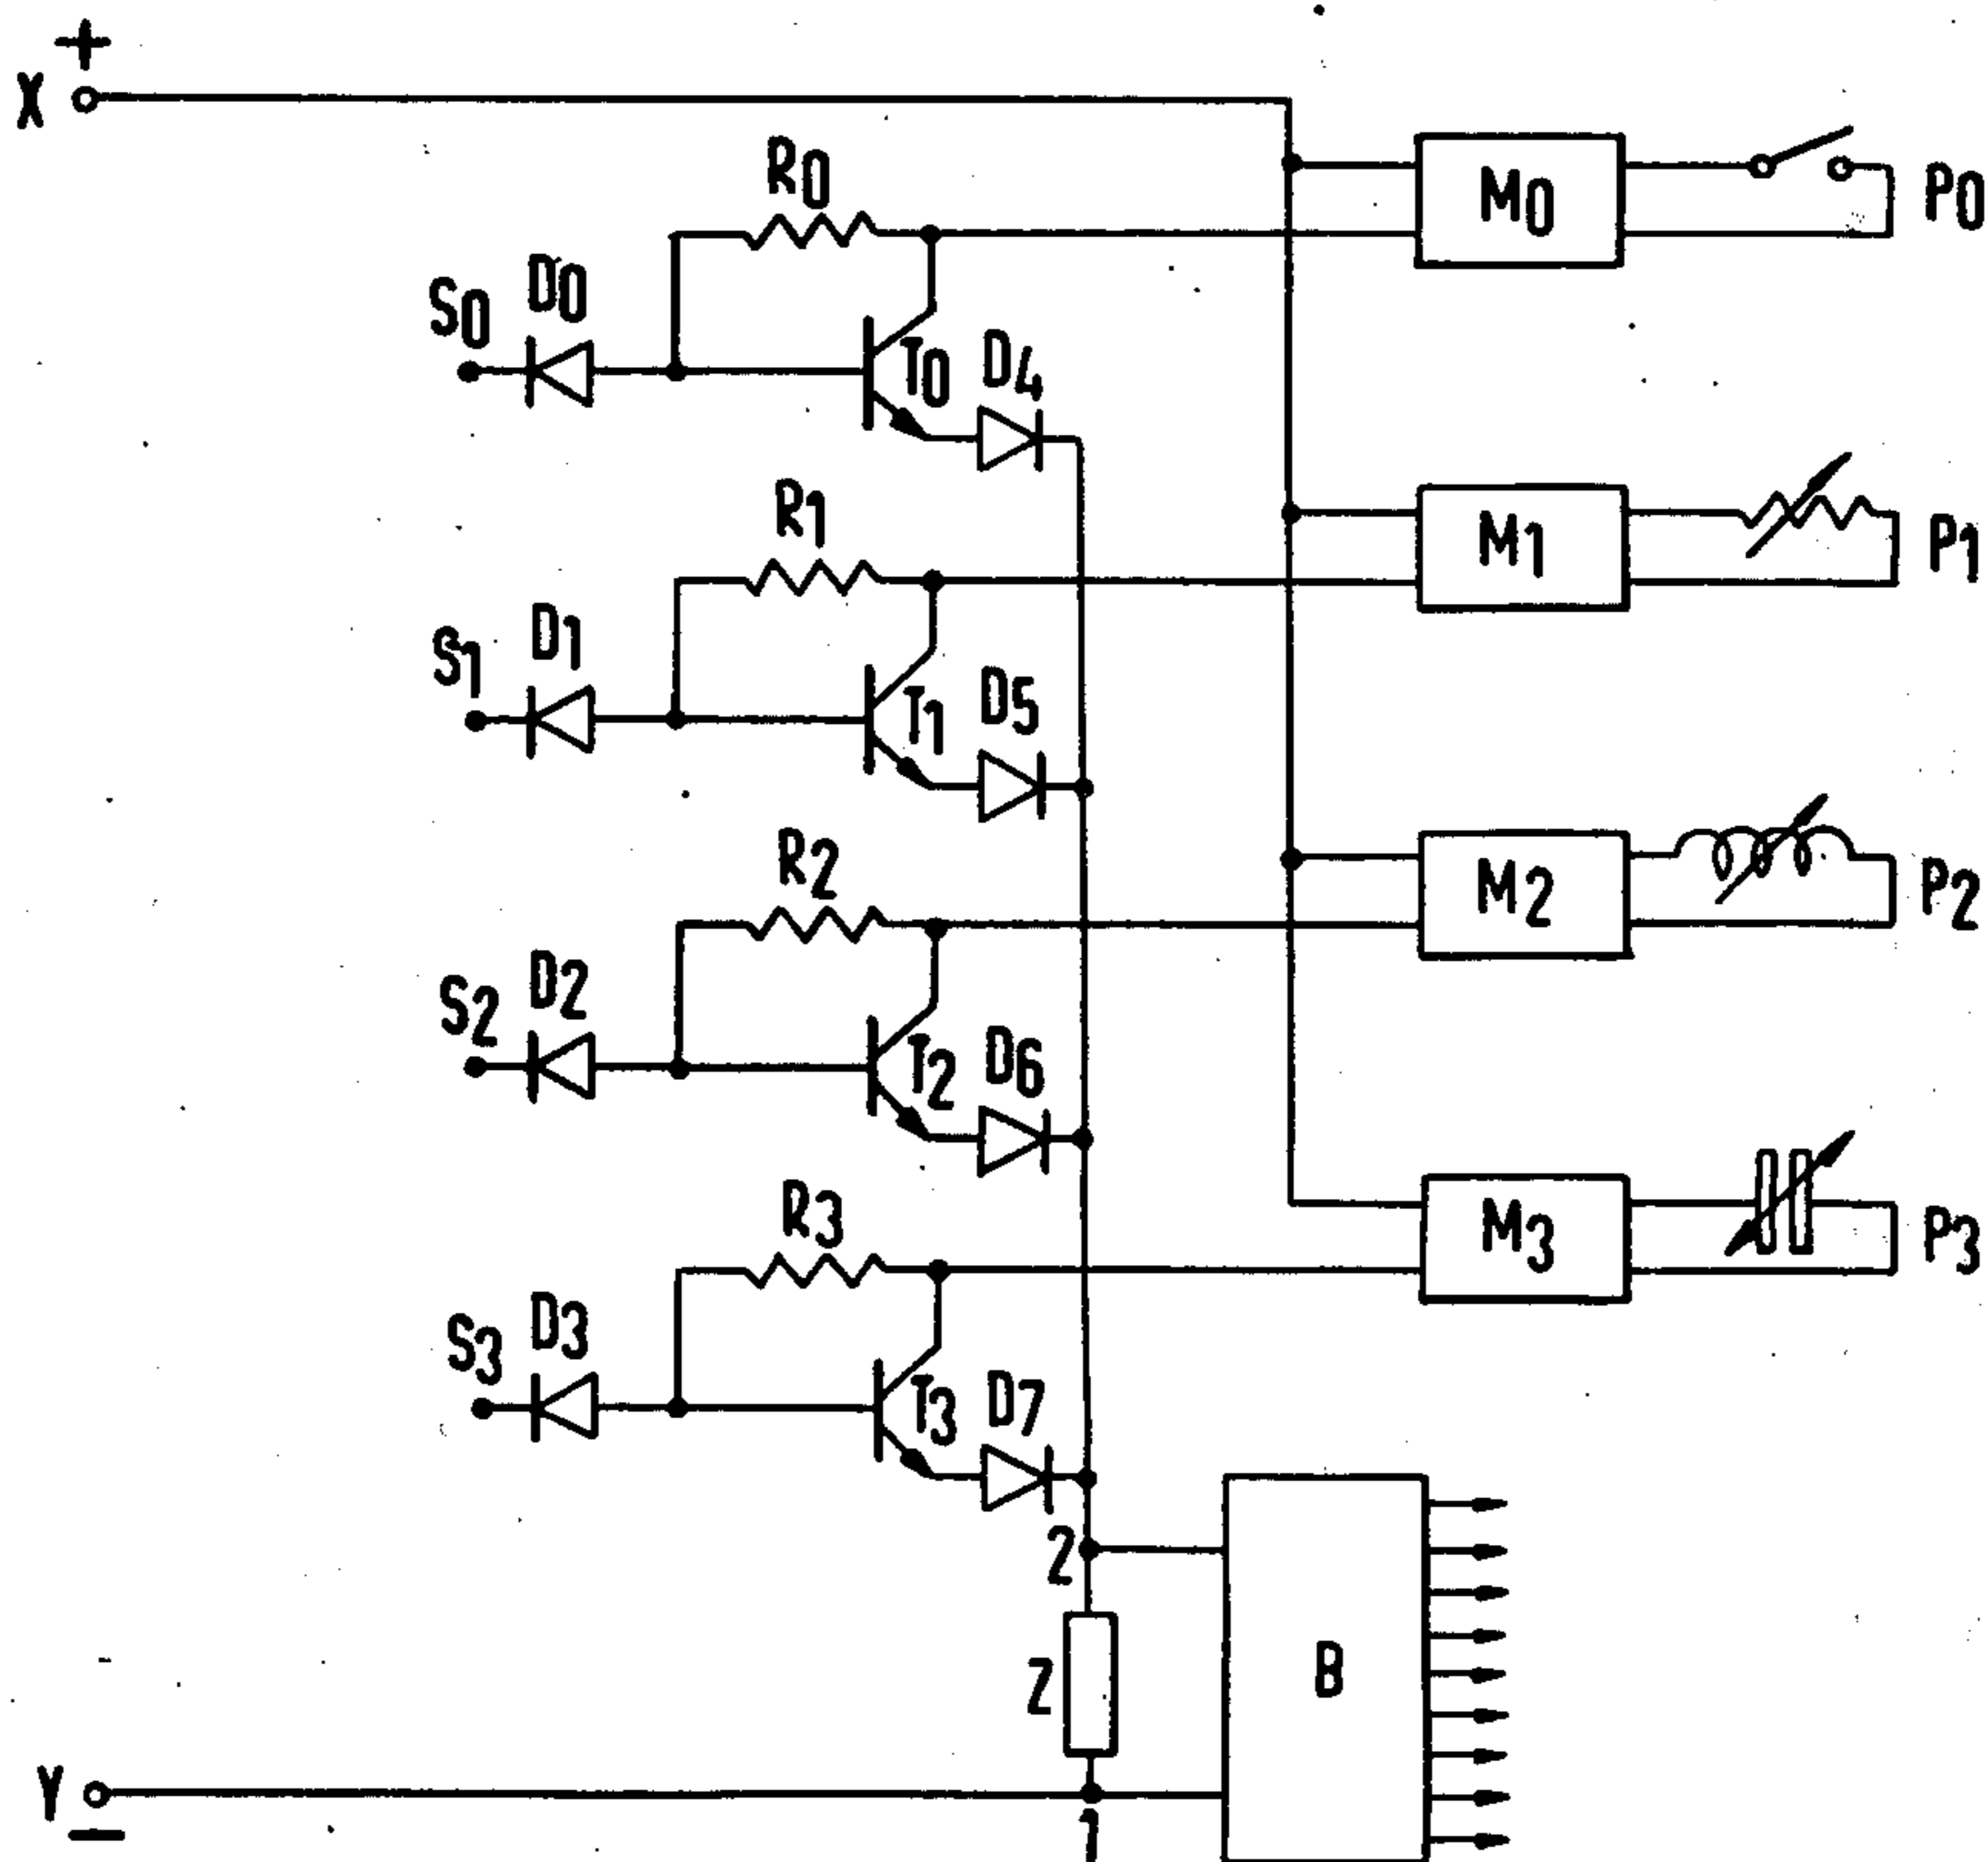 +
X
R0
M0
P0
S0
D0
T0
D4
R1
M1
P1
S1
D1
T1
D5
R2
M2
P2
S2
D2
T2
D6
R3
M3
P3
S3
D3
T3
D7
2
Z
B
Y
−
1